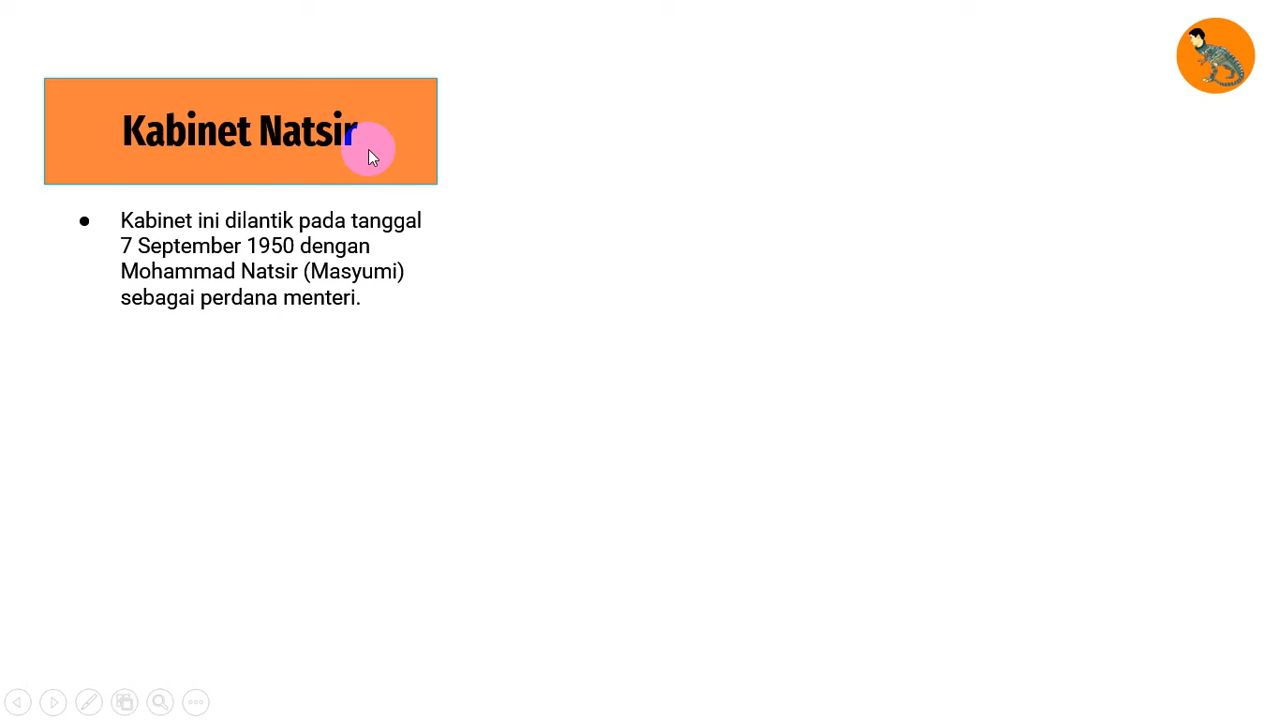 Kabinet Natsir
● Kabinet ini dilantik pada tanggal
7 September 1950 dengan
Mohammad Natsir (Masyumi)
sebagai perdana menteri.